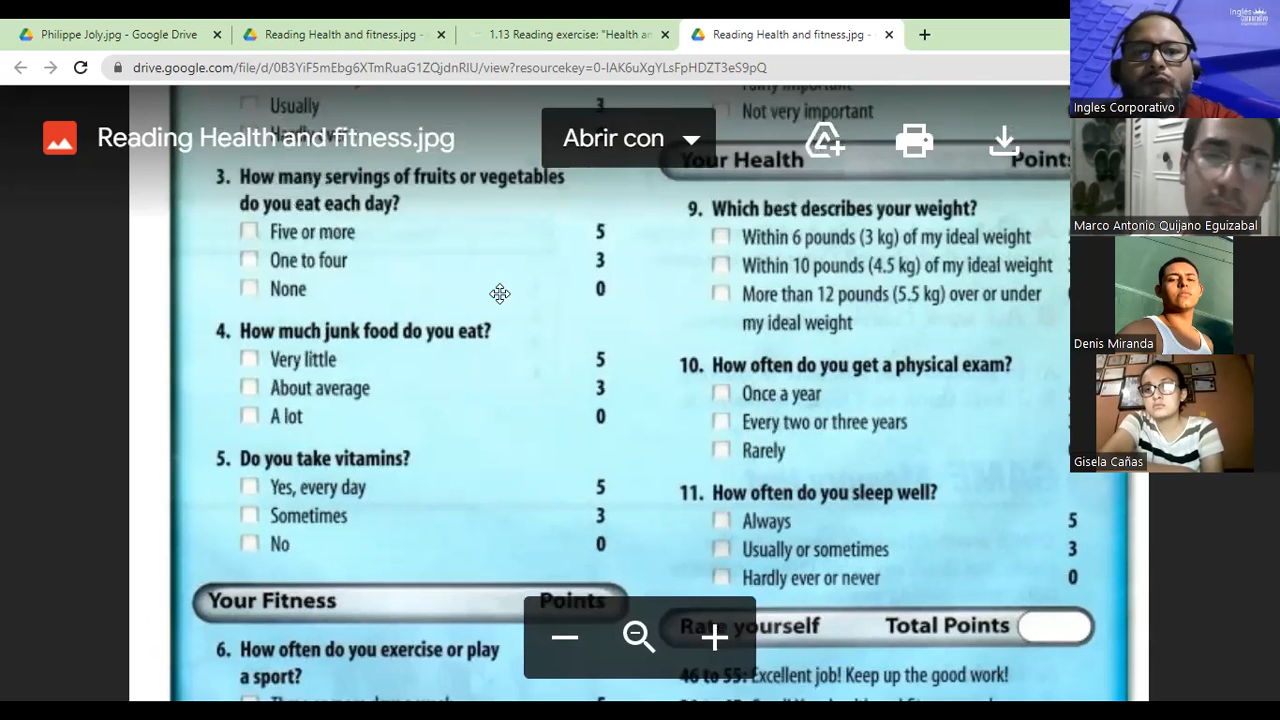 Philippe Joly.jpg - Google Drive
Reading Health and fitness.jpg -
1.13 Reading exercise: "Health an
Reading Health and fitness.jpg -
Reading Health and fitness.jpg
Abrir con
Usually 3
3. How many servings of fruits or vegetables
do you eat each day?
Five or more 5
One to four 3
None 0
4. How much junk food do you eat?
Very little 5
About average 3
A lot 0
5. Do you take vitamins?
Yes, every day 5
Sometimes 3
No 0
Your Fitness Points
6. How often do you exercise or play
a sport?
Not very important
Your Health Points
9. Which best describes your weight?
Within 6 pounds (3 kg) of my ideal weight
Within 10 pounds (4.5 kg) of my ideal weight
More than 12 pounds (5.5 kg) over or under
my ideal weight
10. How often do you get a physical exam?
Once a year
Every two or three years
Rarely
11. How often do you sleep well?
Always 5
Usually or sometimes 3
Hardly ever or never 0
Rate yourself Total Points
46 to 55: Excellent job! Keep up the good work!
Inglés
Corporativo
Ingles Corporativo
Marco Antonio Quijano Eguizabal
Denis Miranda
Gisela Cañas